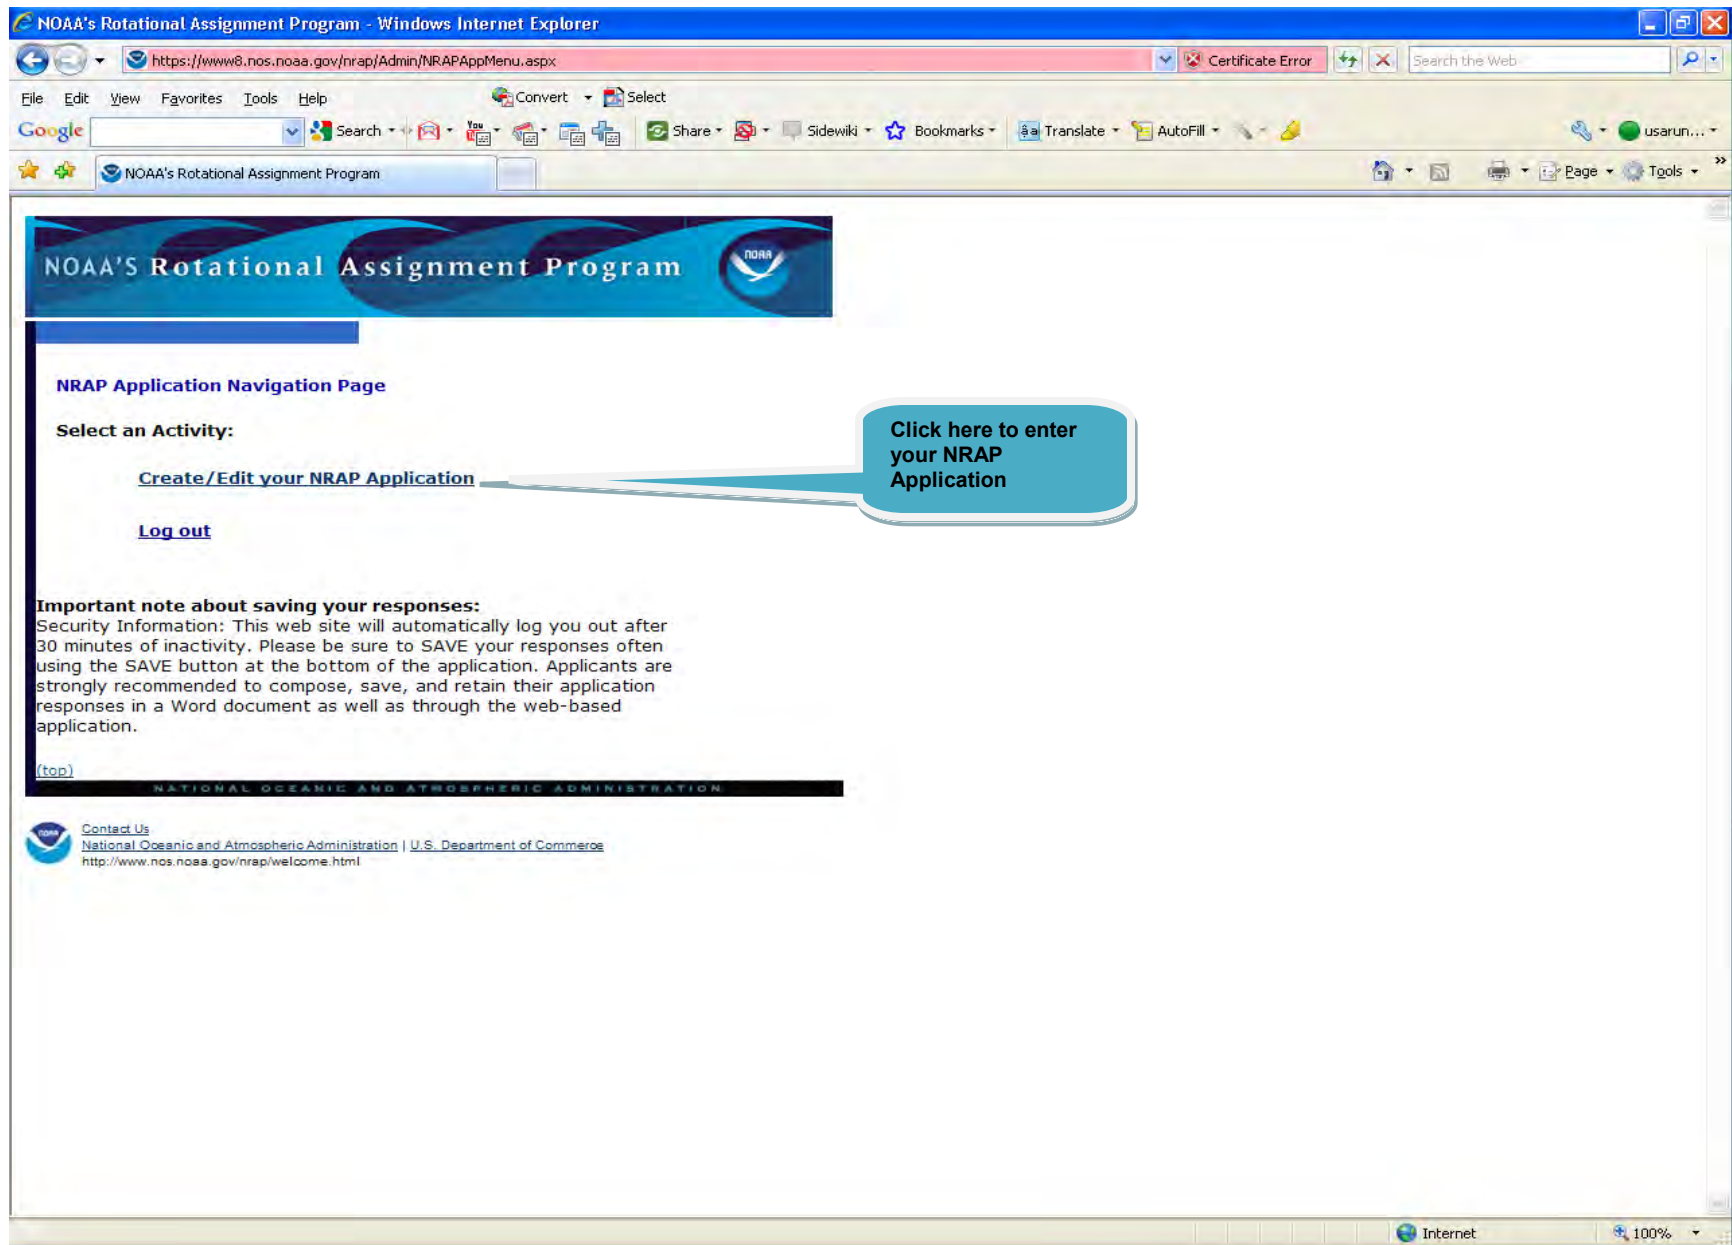 NOAA's Rotational Assignment Program - Windows Internet Explorer
https://www8.nos.noaa.gov/nrap/Admin/NRAPAppMenu.aspx
Certificate Error
Search the Web
File Edit View Favorites Tools Help
Convert Select
Google
Search
You
Share
Sidewiki
Bookmarks
Translate
AutoFill
usarun...
NOAA's Rotational Assignment Program
Page Tools
NOAA'S Rotational Assignment Program
NOAA
NRAP Application Navigation Page
Select an Activity:
Create/Edit your NRAP Application
Log out
Click here to enter
your NRAP
Application
Important note about saving your responses:
Security Information: This web site will automatically log you out after
30 minutes of inactivity. Please be sure to SAVE your responses often
using the SAVE button at the bottom of the application. Applicants are
strongly recommended to compose, save, and retain their application
responses in a Word document as well as through the web-based
application.
(top)
NATIONAL OCEANIC AND ATMOSPHERIC ADMINISTRATION
NOAA
Contact Us
National Oceanic and Atmospheric Administration | U.S. Department of Commerce
http://www.nos.noaa.gov/nrap/welcome.html
Internet
100%